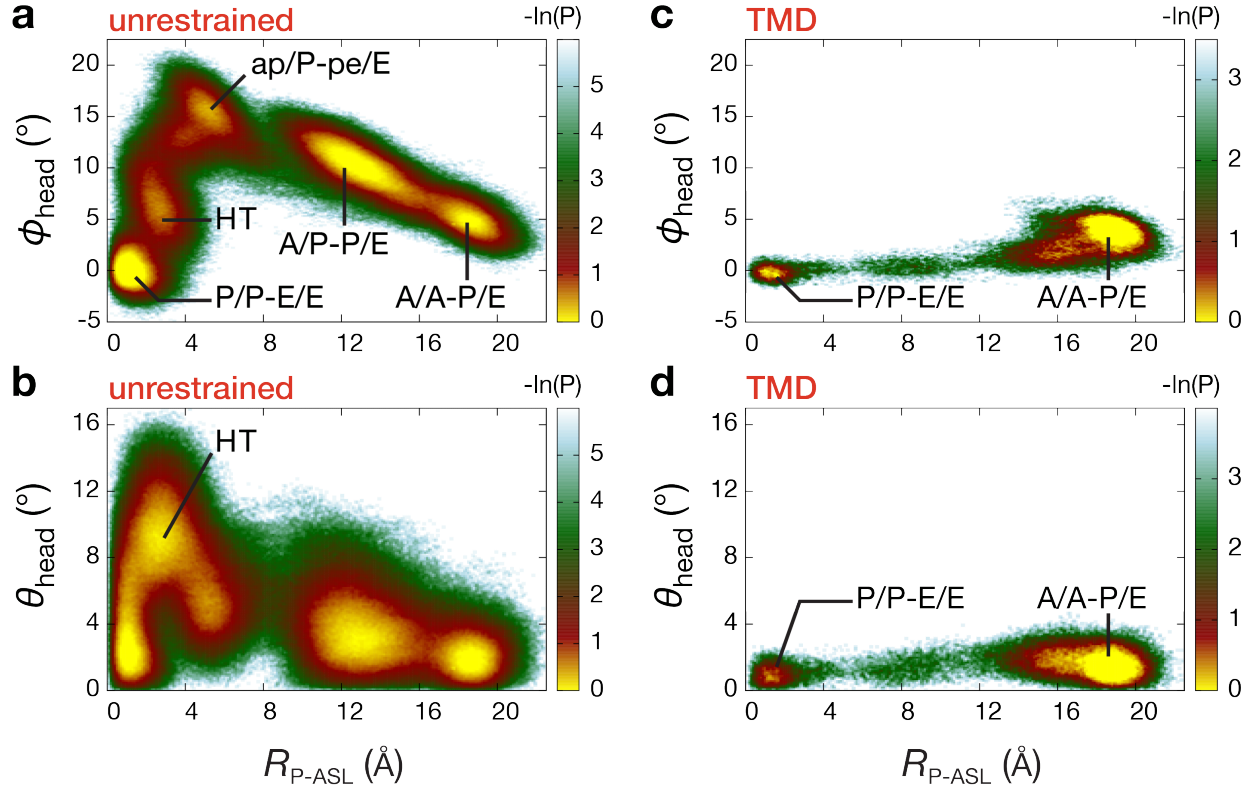 a unrestrained -ln(P)
20
15
10
5
0
-5
ϕhead (°)
ap/P-pe/E
HT
A/P-P/E
P/P-E/E
A/A-P/E
5
4
3
2
1
0
0 4 8 12 16 20
c TMD -ln(P)
20
15
10
5
0
-5
ϕhead (°)
P/P-E/E
A/A-P/E
3
2
1
0
0 4 8 12 16 20
b unrestrained -ln(P)
16
12
8
4
0
θhead (°)
HT
5
4
3
2
1
0
0 4 8 12 16 20
RP-ASL (Å)
d TMD -ln(P)
16
12
8
4
0
θhead (°)
P/P-E/E
A/A-P/E
3
2
1
0
0 4 8 12 16 20
RP-ASL (Å)